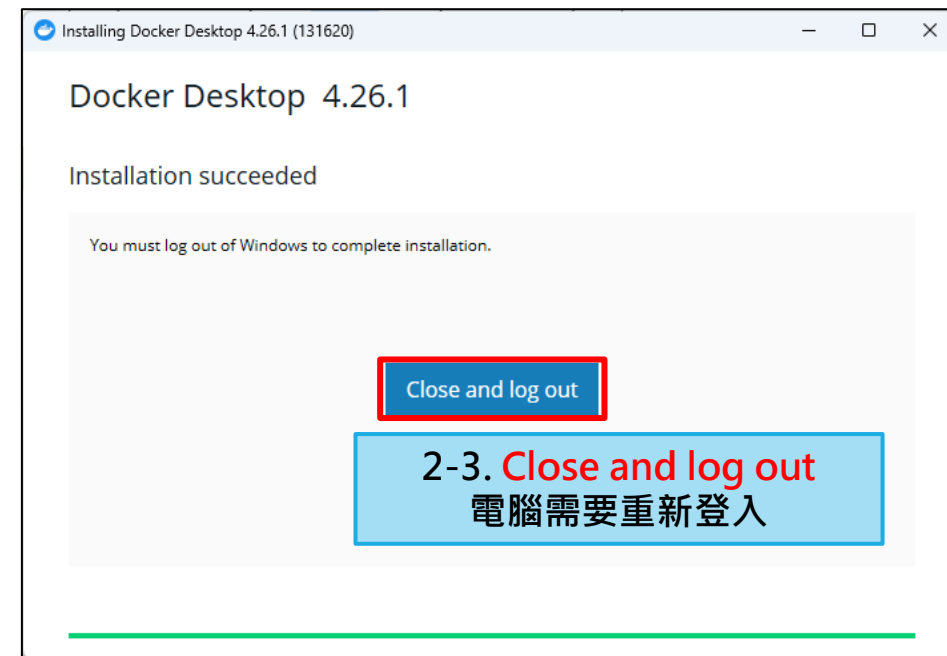 Installing Docker Desktop 4.26.1 (131620)
Docker Desktop 4.26.1
Installation succeeded
You must log out of Windows to complete installation.
Close and log out
2-3. Close and log out
電腦需要重新登入